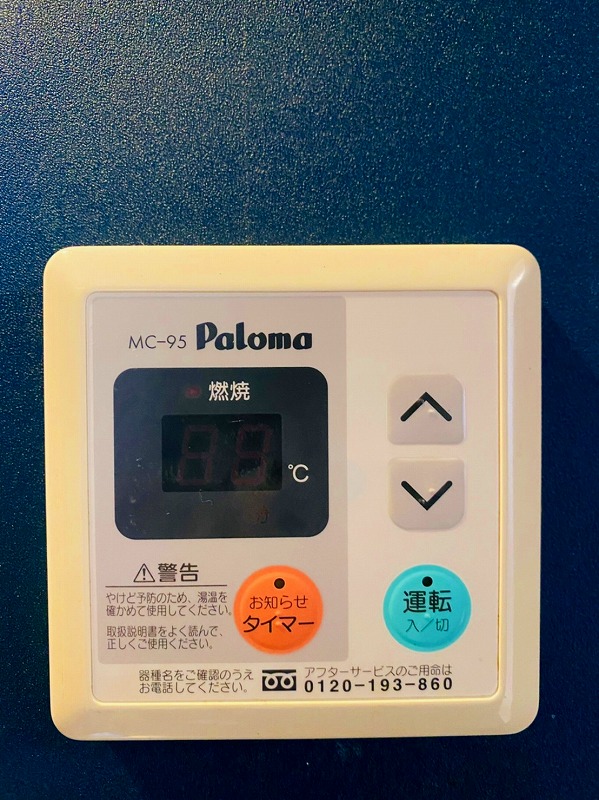 MC-95 Paloma
燃焼
℃
分
警告
やけど予防のため、湯温を
確かめて使用してください。
取扱説明書をよく読んで、
正しくご使用ください。
お知らせ
タイマー
運転
入/切
器種名をご確認のうえ
お電話してください。
アフターサービスのご用命は
0120-193-860